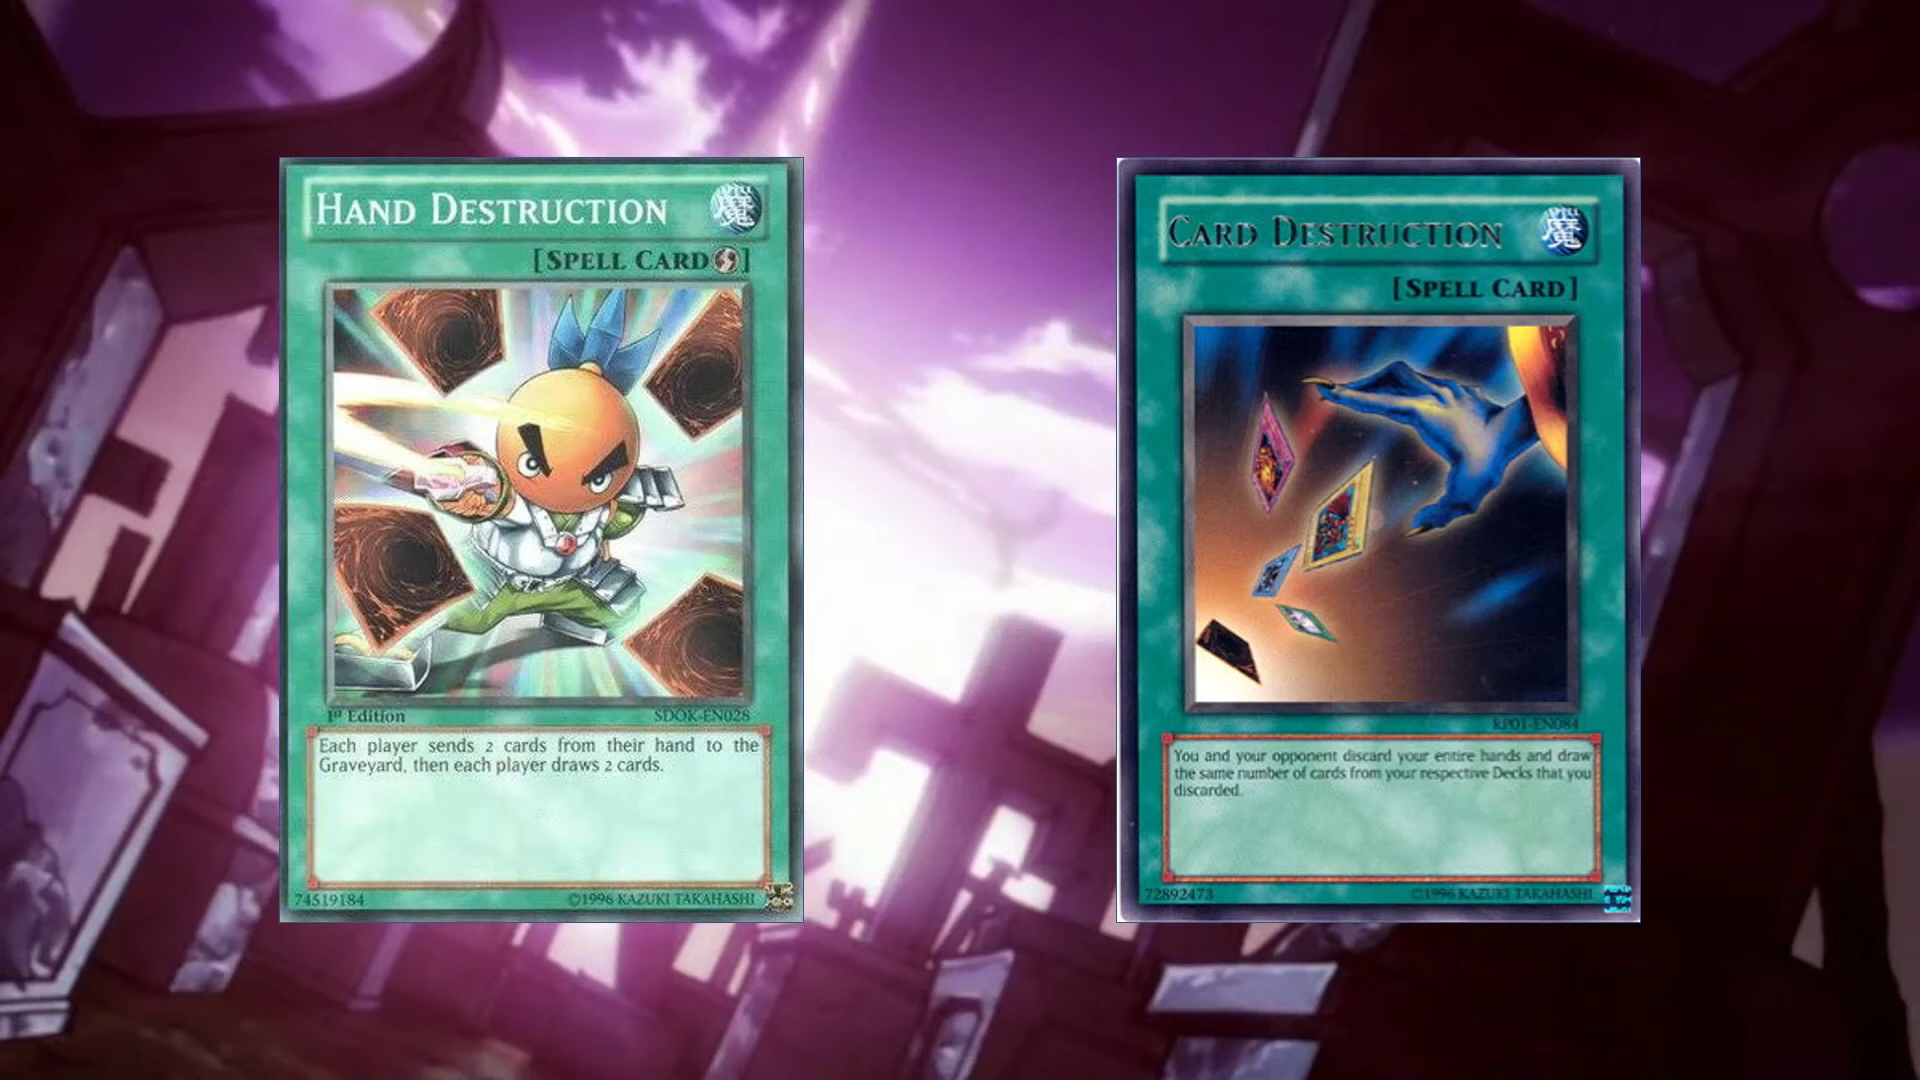 HAND DESTRUCTION
魔
[SPELL CARD]
1st Edition
SDOK-EN028
Each player sends 2 cards from their hand to the
Graveyard, then each player draws 2 cards.
74519184
©1996 KAZUKI TAKAHASHI
CARD DESTRUCTION
魔
[SPELL CARD]
RP01-EN084
You and your opponent discard your entire hands and draw
the same number of cards from your respective Decks that you
discarded.
72892473
©1996 KAZUKI TAKAHASHI